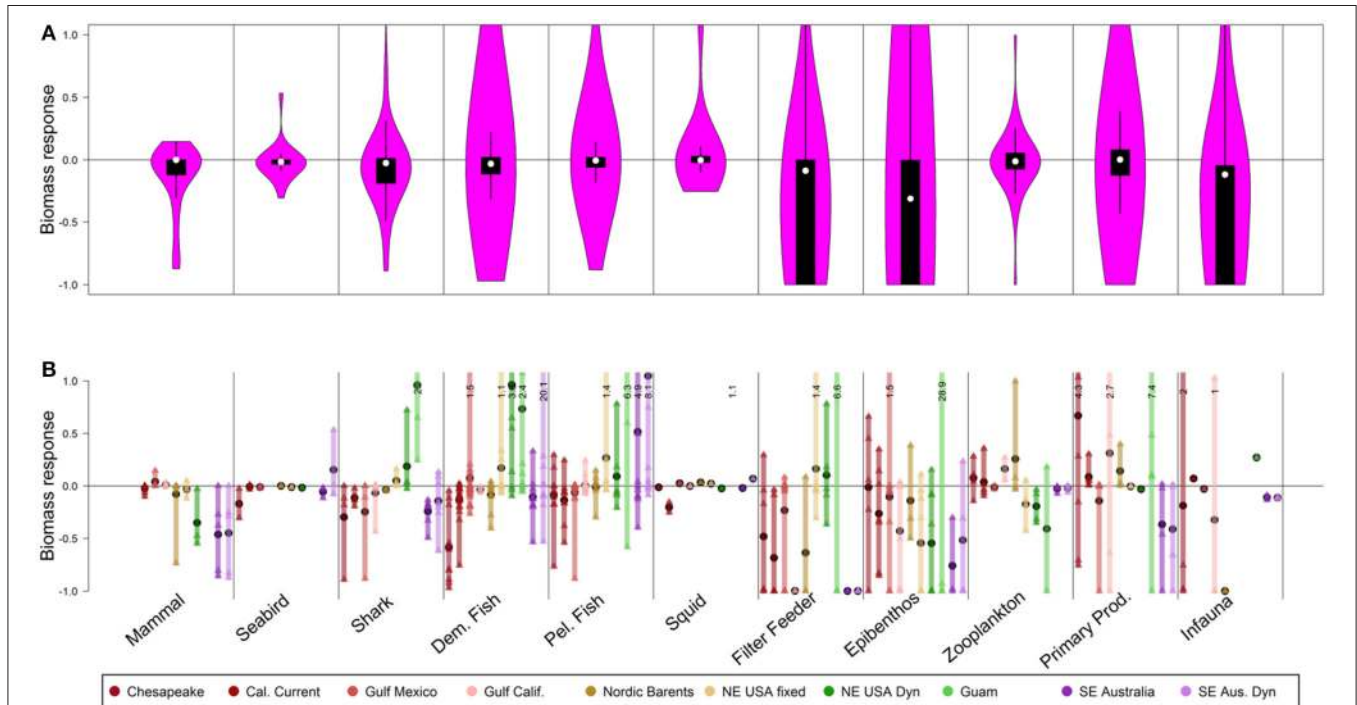 A
Biomass response
1.0
0.5
0.0
-0.5
-1.0
B
Biomass response
1.0
0.5
0.0
-0.5
-1.0
1.5
1.1
2.4
20.1
1.4
6.3
4.9
8.1
1.1
1.4
6.6
1.5
28.9
4.3
2.7
7.4
2
1
Mammal
Seabird
Shark
Dem. Fish
Pel. Fish
Squid
Filter Feeder
Epibenthos
Zooplankton
Primary Prod.
Infauna
Chesapeake Cal. Current Gulf Mexico Gulf Calif. Nordic Barents NE USA fixed NE USA Dyn Guam SE Australia SE Aus. Dyn